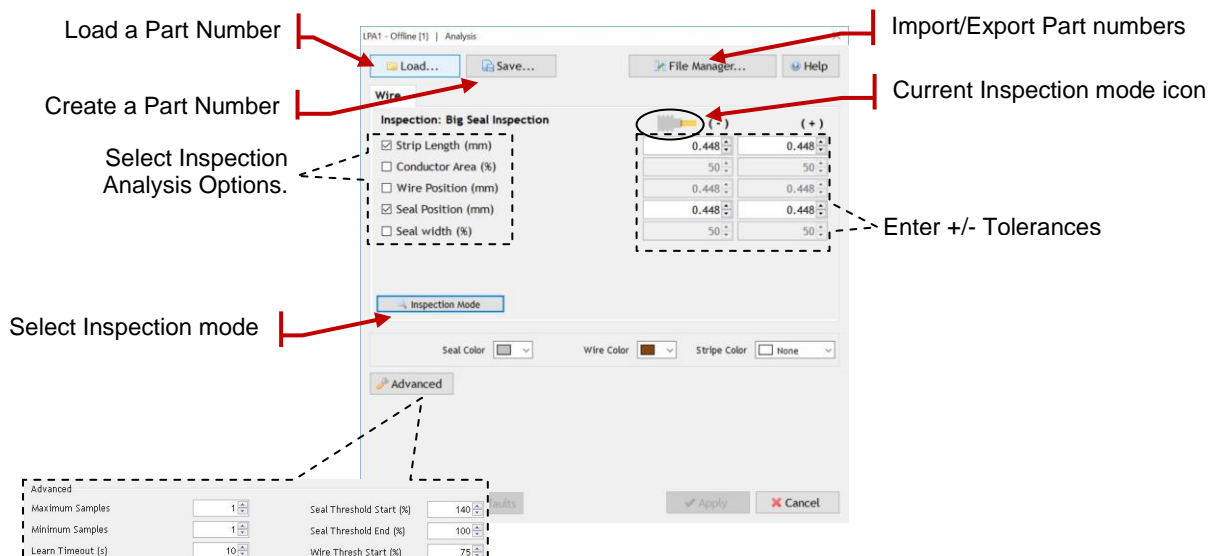 Load a Part Number
Import/Export Part numbers
LPA1 - Offline [1] | Analysis
Load...
Save...
File Manager...
Help
Current Inspection mode icon
Create a Part Number
Wire
Inspection: Big Seal Inspection
( - )
( + )
Select Inspection
Analysis Options.
Strip Length (mm)
0.448
0.448
Conductor Area (%)
50
50
Wire Position (mm)
0.448
0.448
Seal Position (mm)
0.448
0.448
Seal width (%)
50
50
Enter +/- Tolerances
Inspection Mode
Select Inspection mode
Seal Color
Wire Color
Stripe Color
None
Advanced
Advanced
Maximum Samples
1
Seal Threshold Start (%)
140
Minimum Samples
1
Seal Threshold End (%)
100
Learn Timeout (s)
10
Wire Thresh Start (%)
75
Apply
Cancel